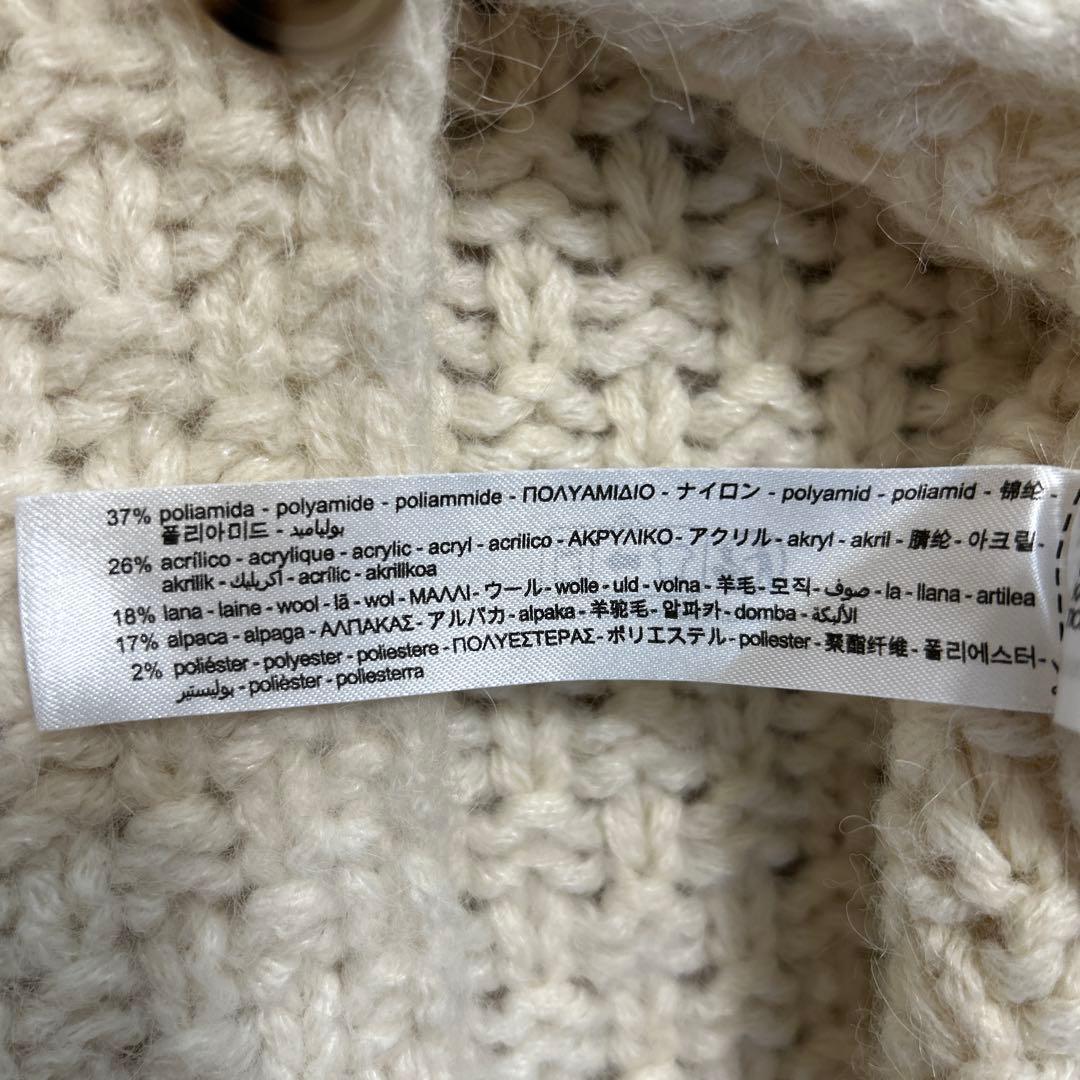 37% poliamida - polyamide - poliammide - ΠΟΛΥΑΜΙΔΙΟ - ナイロン - polyamid - poliamid - 锦纶 -
폴리아미드 - بولياميد
26% acrílico - acrylique - acrylic - acryl - acrilico - ΑΚΡΥΛΙΚΟ - アクリル - akryl - akril - 腈纶 - 아크릴 -
akrilik - أكريليك - acrílic - akrilikoa
18% lana - laine - wool - lã - wol - ΜΑΛΛΙ - ウール - wolle - uld - volna - 羊毛 - 모직 - صوف - la - llana - artilea
17% alpaca - alpaga - ΑΛΠΑΚΑΣ - アルパカ - alpaka - 羊驼毛 - 알파카 - domba - الألبكة
2% poliéster - polyester - poliestere - ΠΟΛΥΕΣΤΕΡΑΣ - ポリエステル - poliester - 聚酯纤维 - 폴리에스터 -
بوليستير - polièster - poliesterra